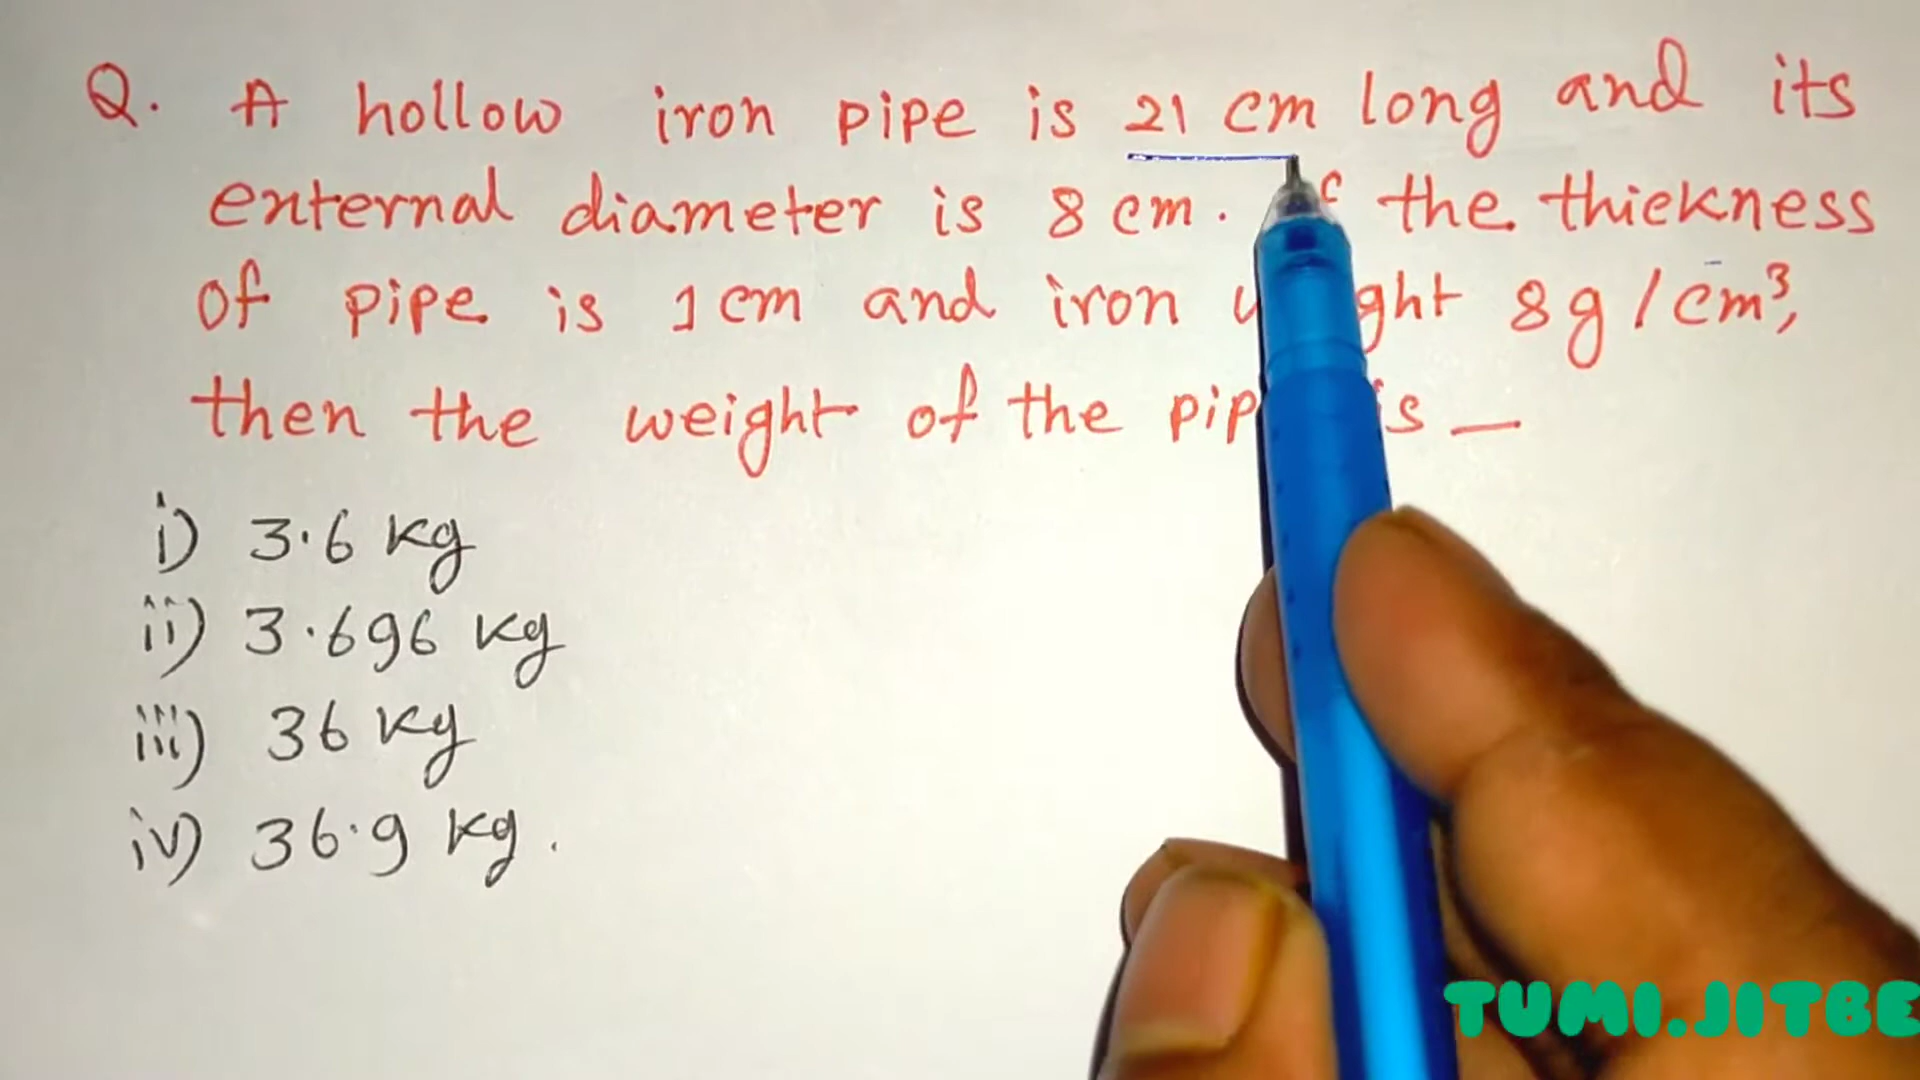 Q. A hollow iron pipe is 21 cm long and its
external diameter is 8 cm. the thickness
of pipe is 1 cm and iron 8g/cm³,
then the weight of the is _
i) 3.6 kg
ii) 3.696 kg
iii) 36 kg
iv) 36.9 kg.
TUMI.JITBE